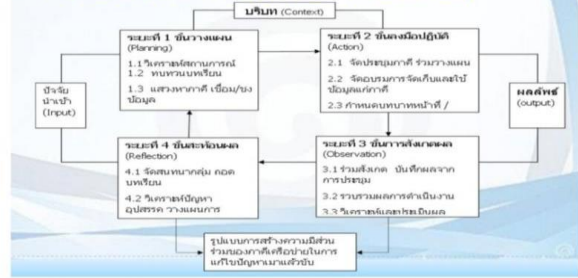 บริบท (Context)
ระยะที่ 1 ขั้นวางแผน
(Planning)
1.1 วิเคราะห์สถานการณ์
1.2 ทบทวนบทเรียน
1.3 แสวงหาภาคี เชื่อม/ขง
ข้อมูล
ระยะที่ 2 ขั้นลงมือปฏิบัติ
(Action)
2.1 จัดประชุมภาคี ร่วมวางแผน
2.2 จัดอบรมการจัดเก็บและใช้
ข้อมูลแก่ภาคี
2.3 กำหนดบทบาทหน้าที่ /
ปัจจัย
นำเข้า
(Input)
ผลลัพธ์
(output)
ระยะที่ 4 ขั้นสะท้อนผล
(Reflection)
4.1 จัดสนทนากลุ่ม ถอด
บทเรียน
4.2 วิเคราะห์ปัญหา
อุปสรรค วางแผนการ
ระยะที่ 3 ขั้นการสังเกตผล
(Observation)
3.1 ร่วมสังเกต บันทึกผลจาก
การประชุม
3.2 รวบรวมผลการดำเนินงาน
3.3 วิเคราะห์และประเมินผล
รูปแบบการสร้างความมีส่วน
ร่วมของภาคีเครือข่ายในการ
แก้ไขปัญหาเมาแล้วขับ